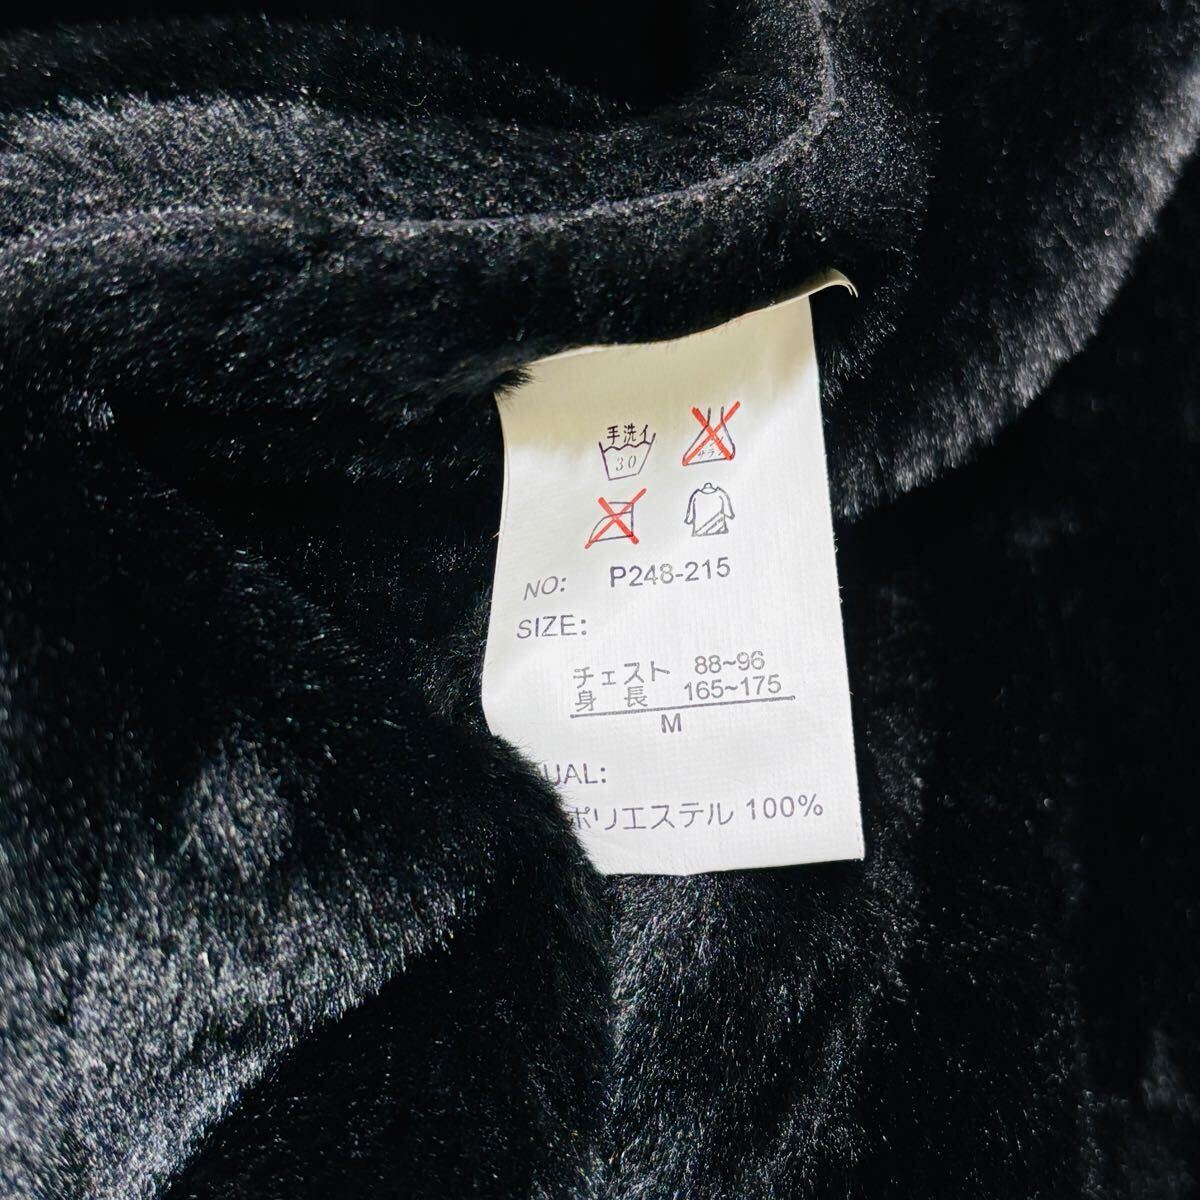 手洗イ
30
NO: P248-215
SIZE:
チェスト 88~96
身 長 165~175
M
UAL:
ポリエステル 100%